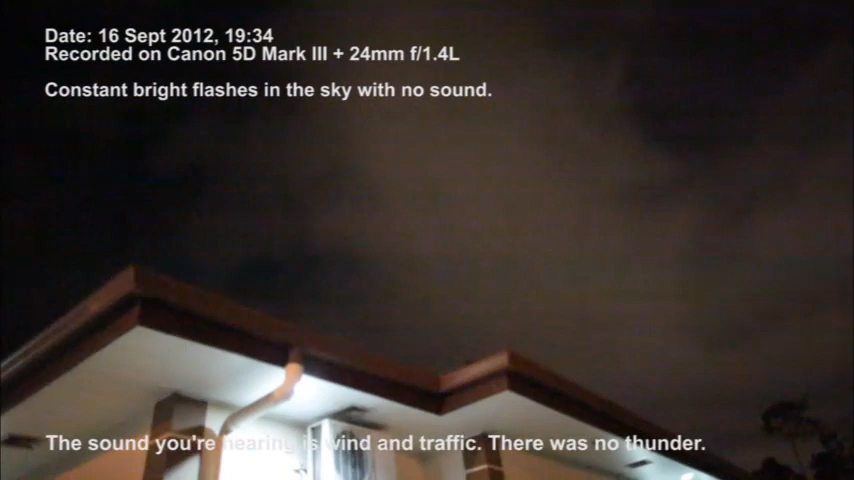 Date: 16 Sept 2012, 19:34
Recorded on Canon 5D Mark III + 24mm f/1.4L
Constant bright flashes in the sky with no sound.
The sound you're hearing is wind and traffic. There was no thunder.